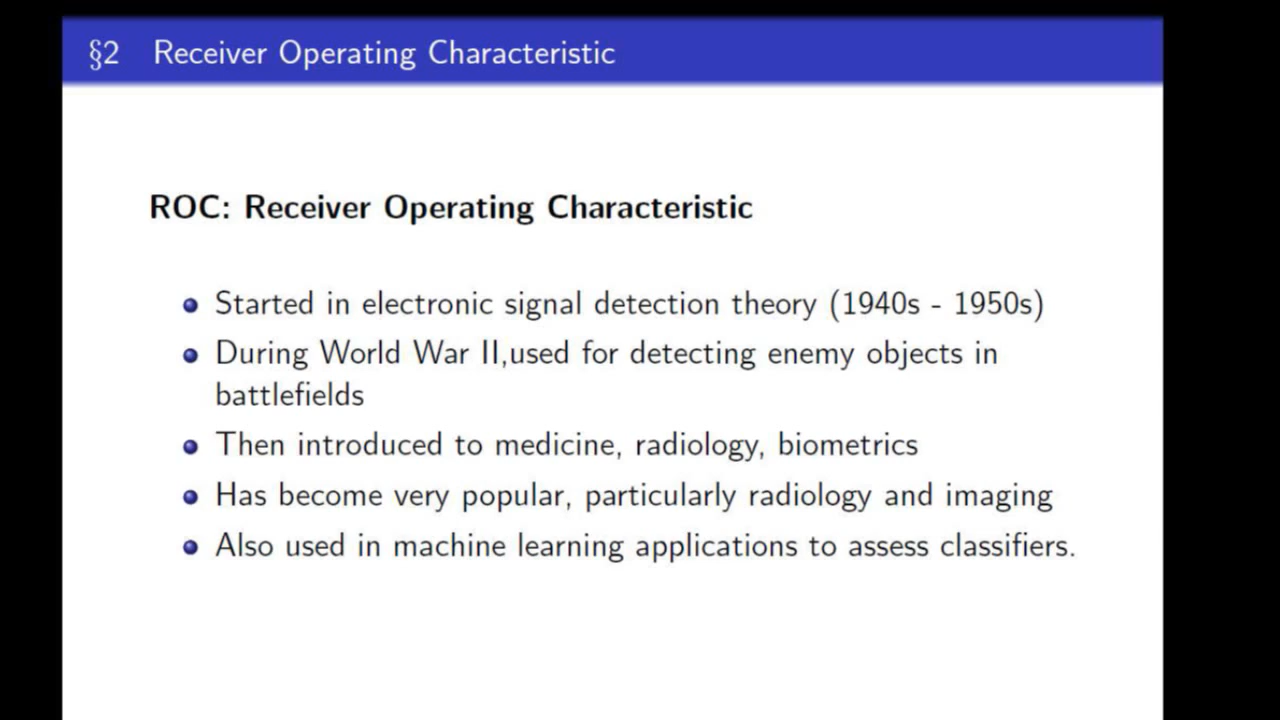 §2 Receiver Operating Characteristic
ROC: Receiver Operating Characteristic
Started in electronic signal detection theory (1940s - 1950s)
During World War II,used for detecting enemy objects in
battlefields
Then introduced to medicine, radiology, biometrics
Has become very popular, particularly radiology and imaging
Also used in machine learning applications to assess classifiers.